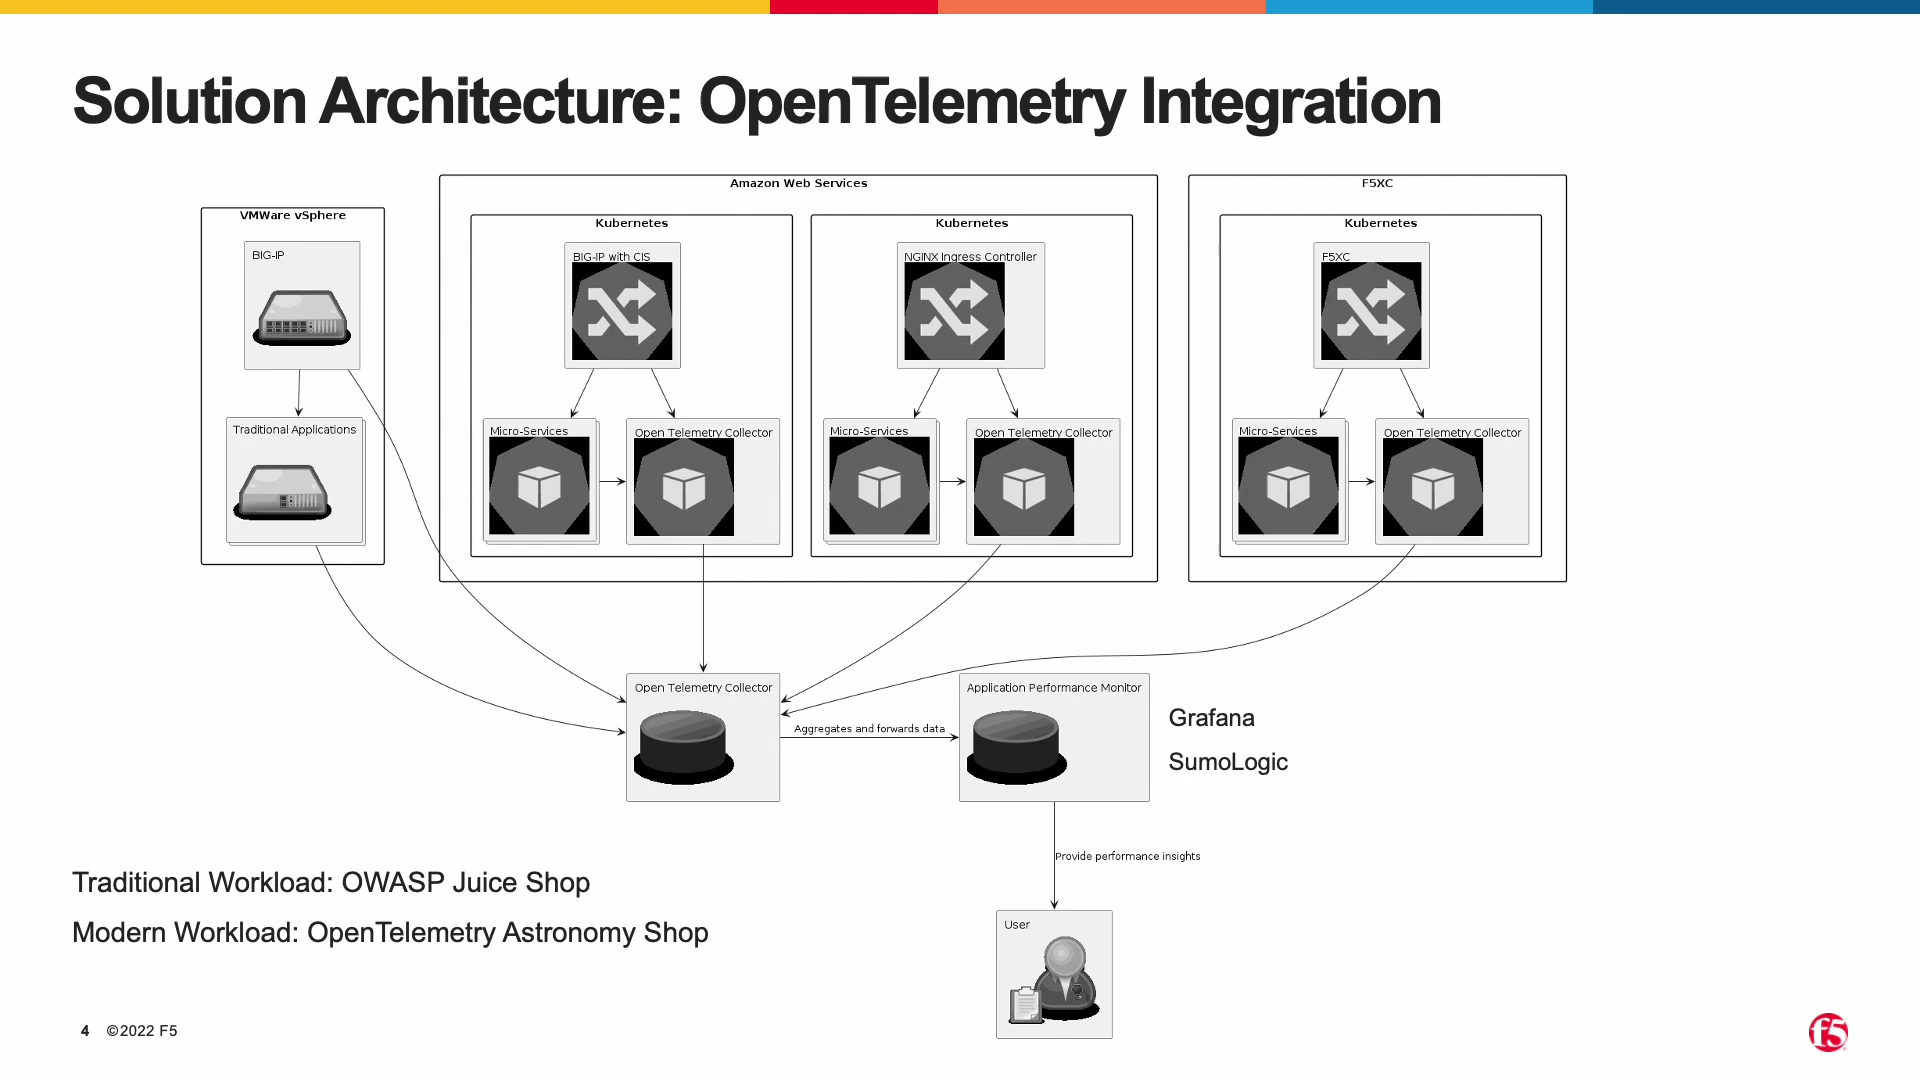 Solution Architecture: OpenTelemetry Integration
VMWare vSphere
BIG-IP
Traditional Applications
Amazon Web Services
Kubernetes
BIG-IP with CIS
Micro-Services
Open Telemetry Collector
Kubernetes
NGINX Ingress Controller
Micro-Services
Open Telemetry Collector
F5XC
Kubernetes
F5XC
Micro-Services
Open Telemetry Collector
Open Telemetry Collector
Aggregates and forwards data
Application Performance Monitor
Grafana
SumoLogic
Provide performance insights
User
Traditional Workload: OWASP Juice Shop
Modern Workload: OpenTelemetry Astronomy Shop
4 ©2022 F5
f5